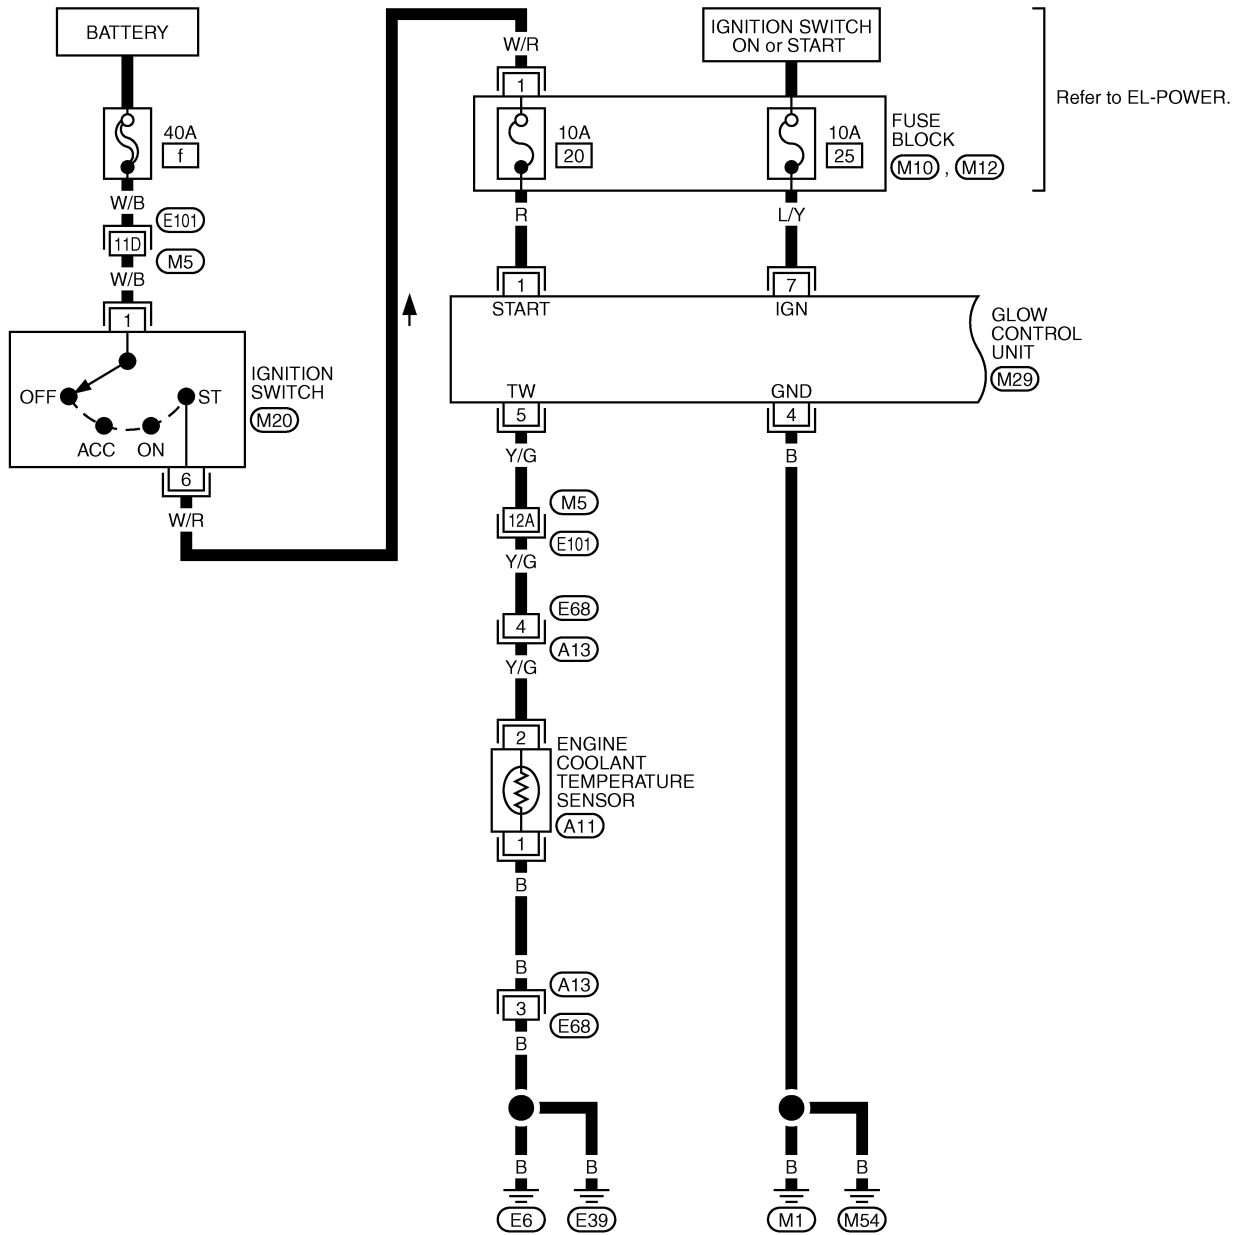 BATTERY
W/R
IGNITION SWITCH
ON or START
Refer to EL-POWER.
1
40A
f
10A
20
10A
25
FUSE
BLOCK
M10 , M12
W/B
E101
11D
M5
W/B
R
L/Y
1
7
START
IGN
GLOW
CONTROL
UNIT
M29
TW
GND
5
4
1
OFF
ST
ACC
ON
IGNITION
SWITCH
M20
6
W/R
Y/G
B
M5
12A
E101
Y/G
E68
4
A13
Y/G
2
ENGINE
COOLANT
TEMPERATURE
SENSOR
A11
1
B
B
A13
3
E68
B
B
B
B
B
E6
E39
M1
M54